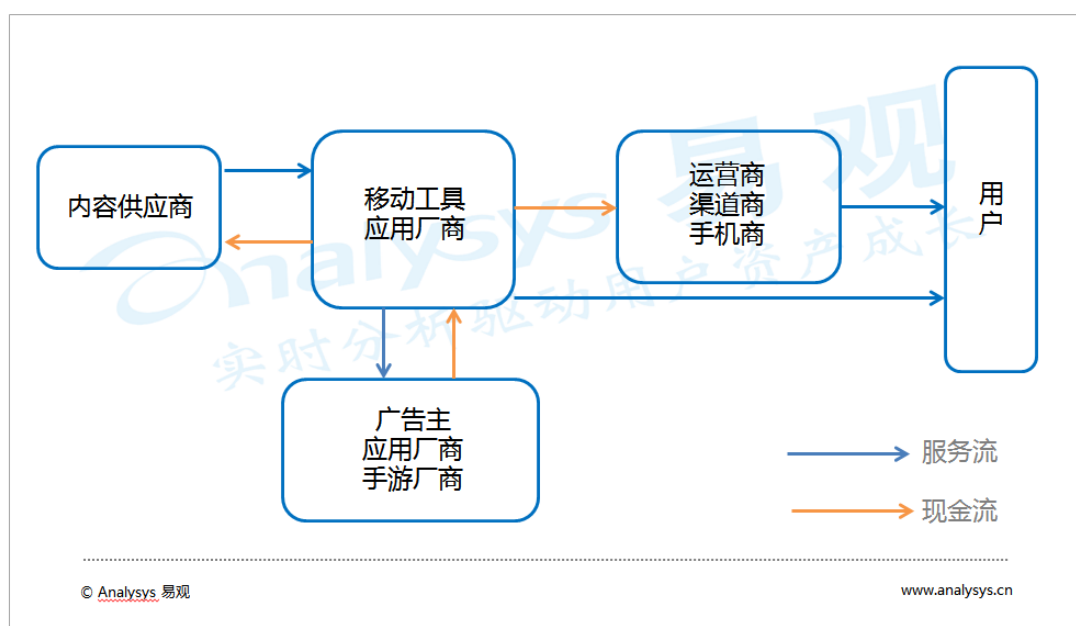 内容供应商
移动工具
应用厂商
运营商
渠道商
手机商
用
户
广告主
应用厂商
手游厂商
服务流
现金流
Analysys 易观
实时分析驱动用户资产成长
© Analysys 易观
www.analysys.cn